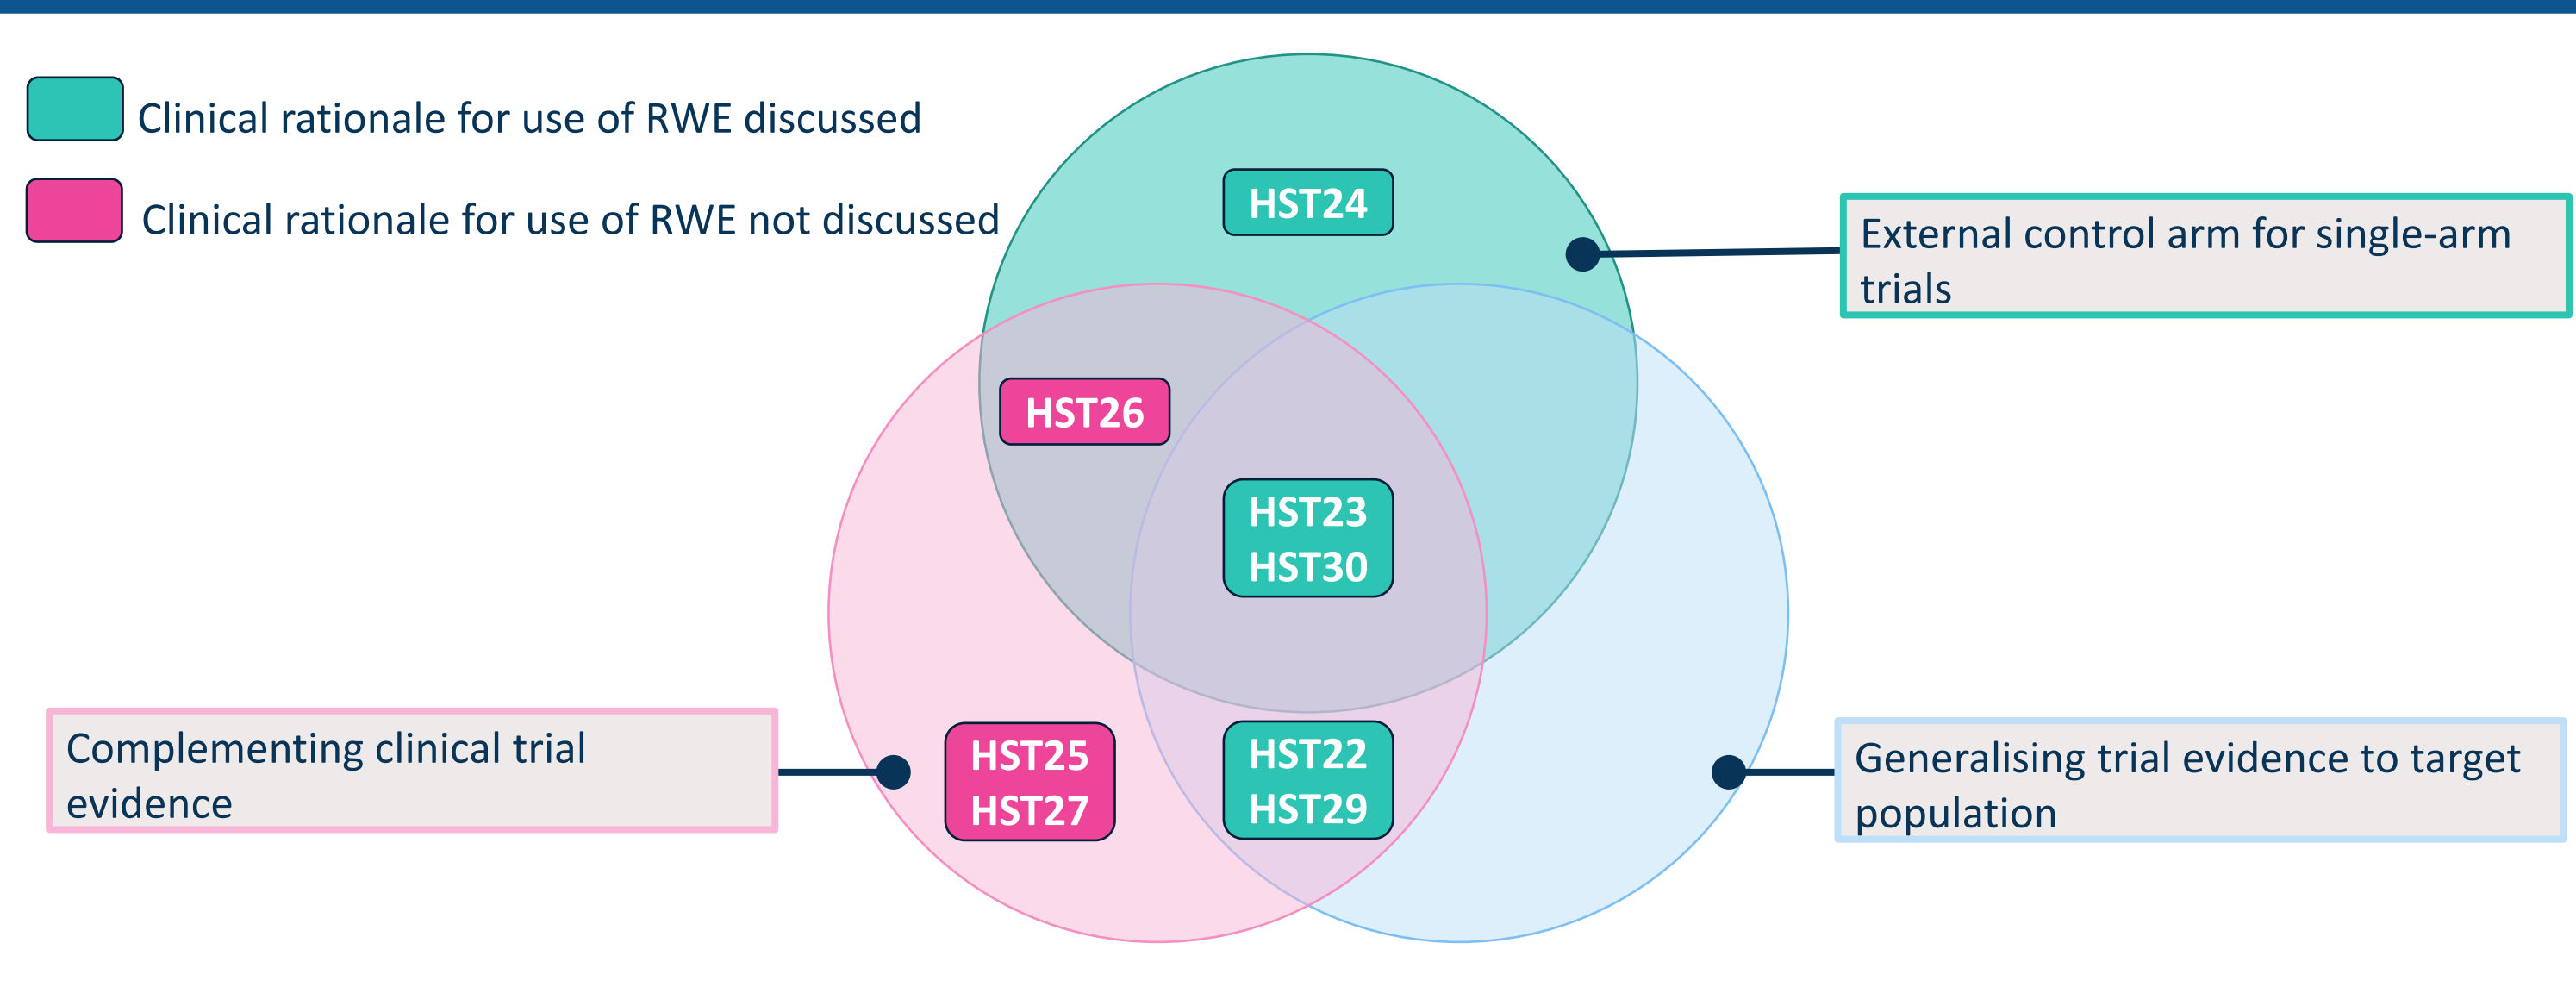 Clinical rationale for use of RWE discussed
Clinical rationale for use of RWE not discussed
HST24
External control arm for single-arm
trials
HST26
HST23
HST30
Complementing clinical trial
evidence
HST25
HST27
HST22
HST29
Generalising trial evidence to target
population